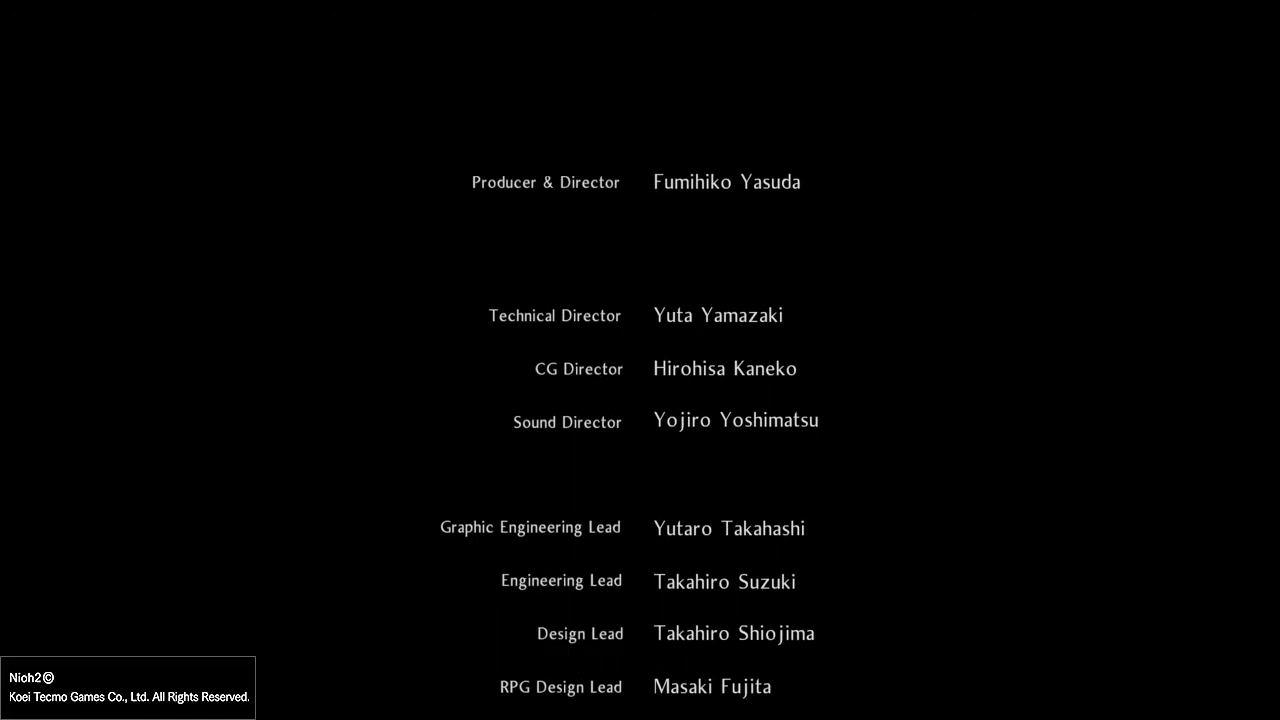 Producer & Director Fumihiko Yasuda
Technical Director Yuta Yamazaki
CG Director Hirohisa Kaneko
Sound Director Yojiro Yoshimatsu
Graphic Engineering Lead Yutaro Takahashi
Engineering Lead Takahiro Suzuki
Design Lead Takahiro Shiojima
RPG Design Lead Masaki Fujita
Nioh2©
Koei Tecmo Games Co., Ltd. All Rights Reserved.